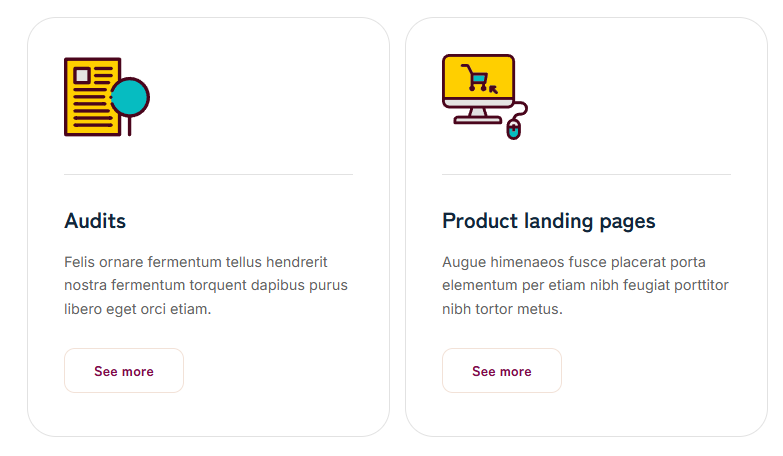 Audits
Felis ornare fermentum tellus hendrerit
nostra fermentum torquent dapibus purus
libero eget orci etiam.
See more
Product landing pages
Augue himenaeos fusce placerat porta
elementum per etiam nibh feugiat porttitor
nibh tortor metus.
See more